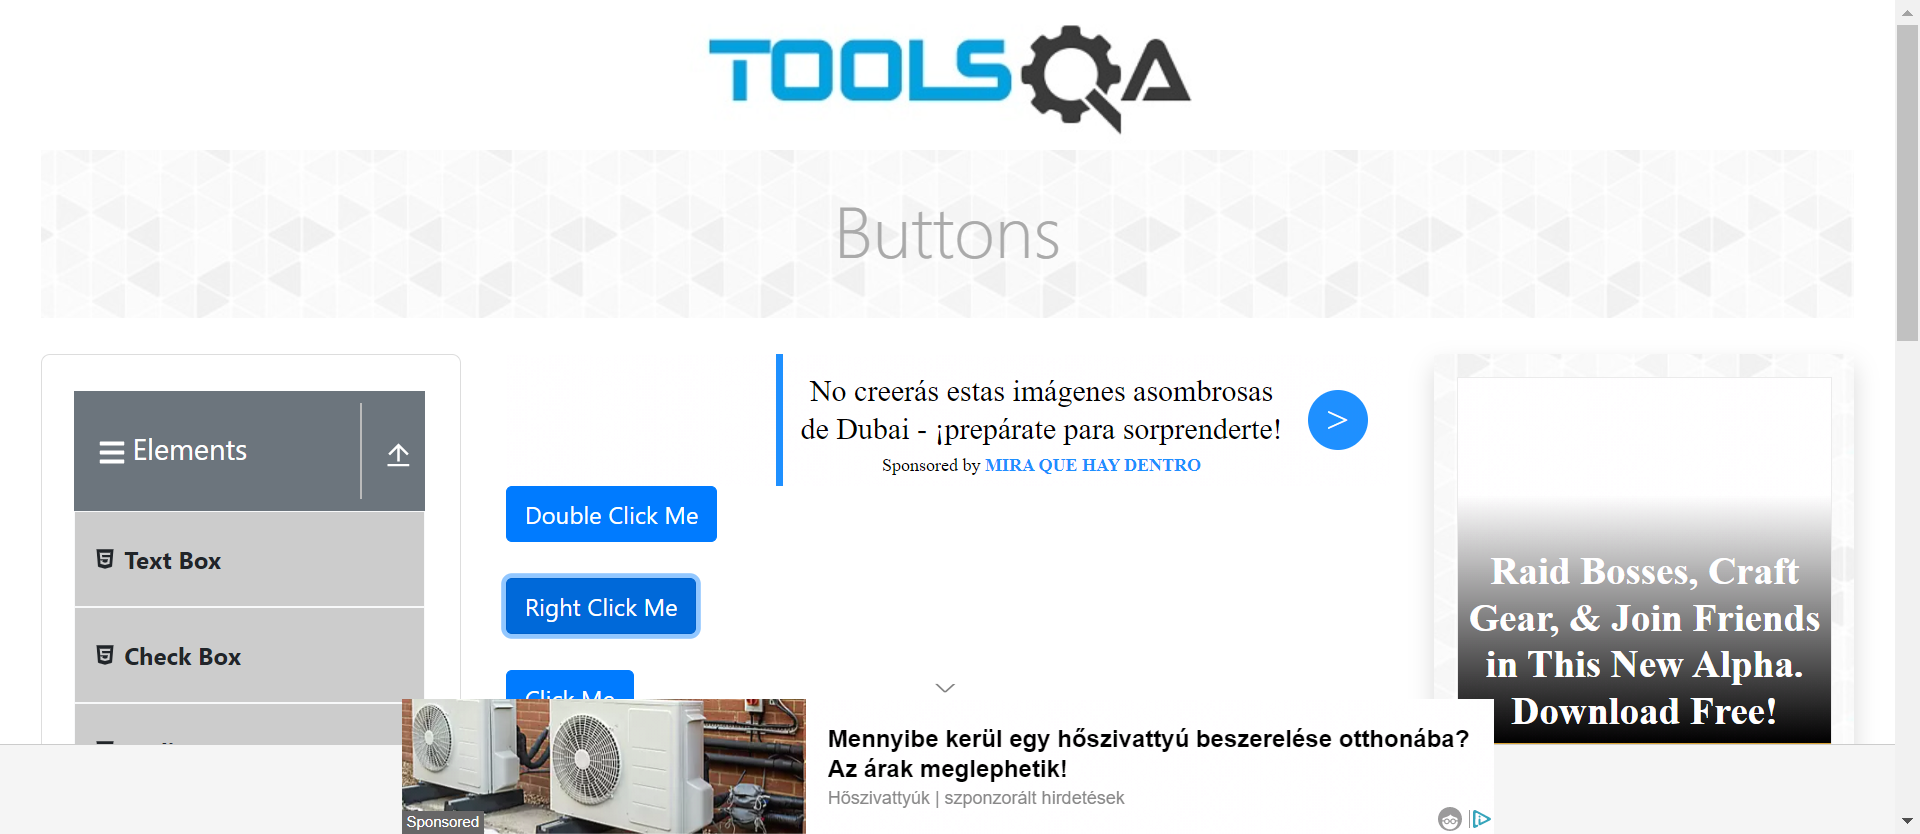 TOOLSQA
Buttons
Elements
Text Box
Check Box
Double Click Me
Right Click Me
Click Me
No creerás estas imágenes asombrosas
de Dubai - ¡prepárate para sorprenderte!
Sponsored by MIRA QUE HAY DENTRO
>
Raid Bosses, Craft
Gear, & Join Friends
in This New Alpha.
Download Free!
Sponsored
Mennyibe kerül egy hőszivattyú beszerelése otthonába?
Az árak meglephetik!
Hőszivattyúk | szponzorált hirdetések